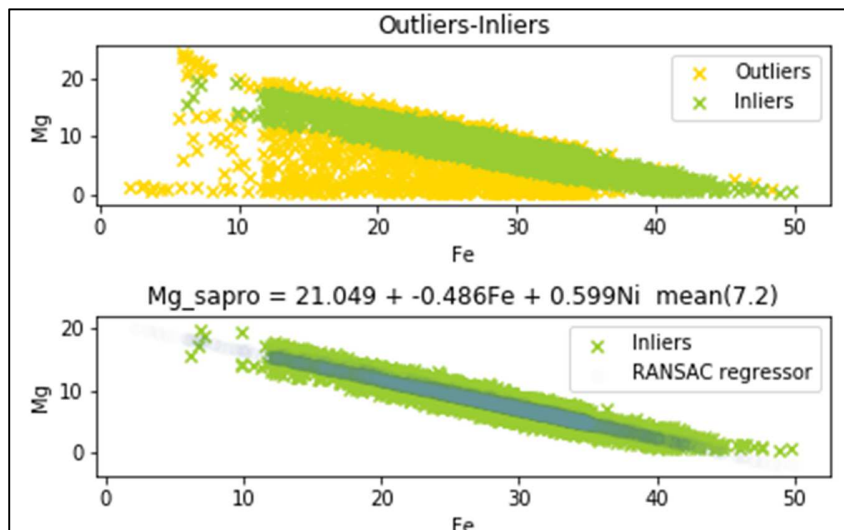 Outliers-Inliers
Mg
20
10
0
Outliers
Inliers
0 10 20 30 40 50
Fe
Mg_sapro = 21.049 + -0.486Fe + 0.599Ni mean(7.2)
Mg
20
10
0
Inliers
RANSAC regressor
0 10 20 30 40 50
Fe